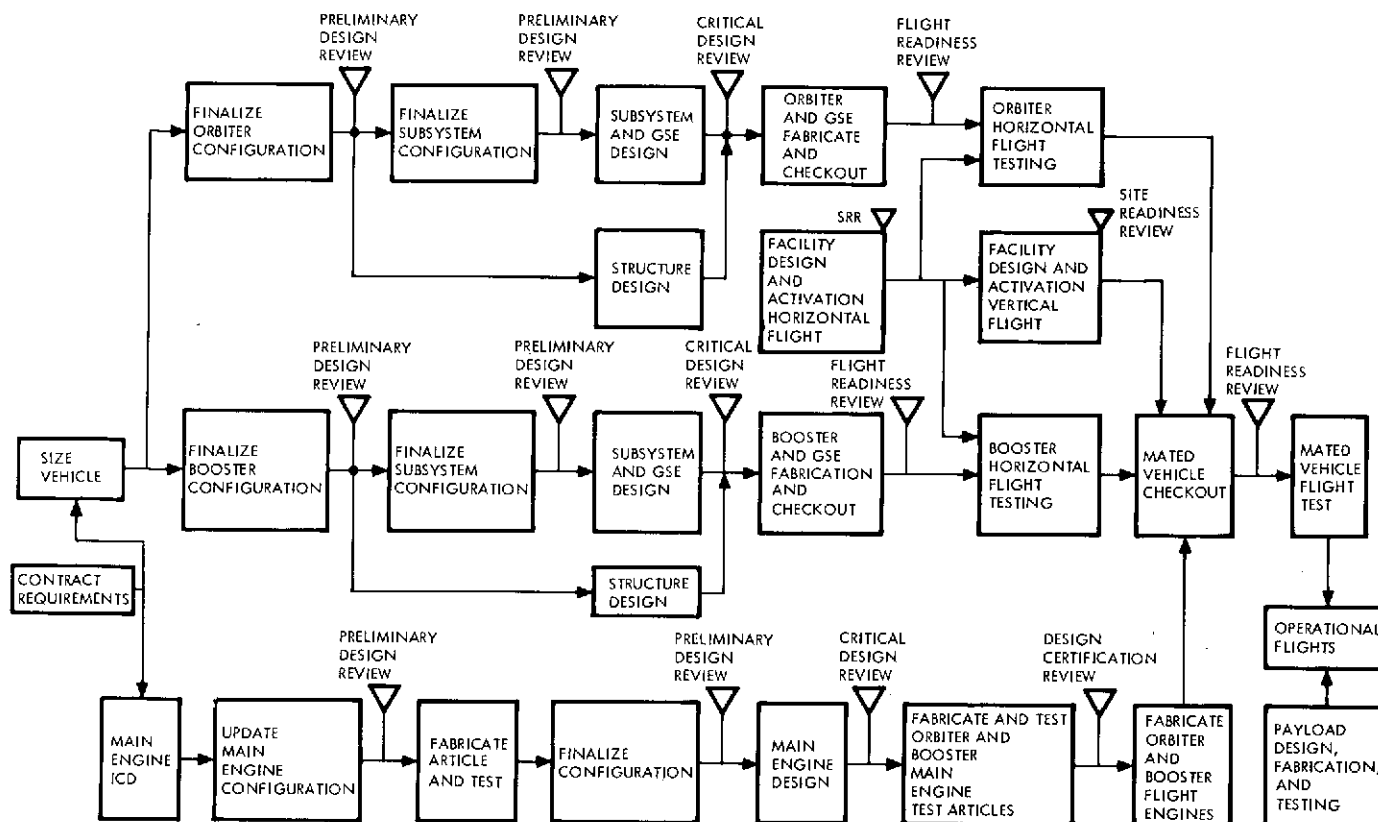 PRELIMINARY
DESIGN
REVIEW
PRELIMINARY
DESIGN
REVIEW
CRITICAL
DESIGN
REVIEW
FLIGHT
READINESS
REVIEW
FINALIZE
ORBITER
CONFIGURATION
FINALIZE
SUBSYSTEM
CONFIGURATION
SUBSYSTEM
AND GSE
DESIGN
ORBITER
AND GSE
FABRICATE
AND
CHECKOUT
ORBITER
HORIZONTAL
FLIGHT
TESTING
STRUCTURE
DESIGN
SRR
FACILITY
DESIGN
AND
ACTIVATION
HORIZONTAL
FLIGHT
SITE
READINESS
REVIEW
FACILITY
DESIGN AND
ACTIVATION
VERTICAL
FLIGHT
PRELIMINARY
DESIGN
REVIEW
PRELIMINARY
DESIGN
REVIEW
CRITICAL
DESIGN
REVIEW
FLIGHT
READINESS
REVIEW
FLIGHT
READINESS
REVIEW
SIZE
VEHICLE
FINALIZE
BOOSTER
CONFIGURATION
FINALIZE
SUBSYSTEM
CONFIGURATION
SUBSYSTEM
AND GSE
DESIGN
BOOSTER
AND GSE
FABRICATION
AND
CHECKOUT
BOOSTER
HORIZONTAL
FLIGHT
TESTING
MATED
VEHICLE
CHECKOUT
MATED
VEHICLE
FLIGHT
TEST
CONTRACT
REQUIREMENTS
STRUCTURE
DESIGN
OPERATIONAL
FLIGHTS
PRELIMINARY
DESIGN
REVIEW
PRELIMINARY
DESIGN
REVIEW
CRITICAL
DESIGN
REVIEW
DESIGN
CERTIFICATION
REVIEW
MAIN
ENGINE
ICD
UPDATE
MAIN
ENGINE
CONFIGURATION
FABRICATE
ARTICLE
AND TEST
FINALIZE
CONFIGURATION
MAIN
ENGINE
DESIGN
FABRICATE AND TEST
ORBITER AND
BOOSTER
MAIN
ENGINE
TEST ARTICLES
FABRICATE
ORBITER
AND
BOOSTER
FLIGHT
ENGINES
PAYLOAD
DESIGN,
FABRICATION,
AND
TESTING